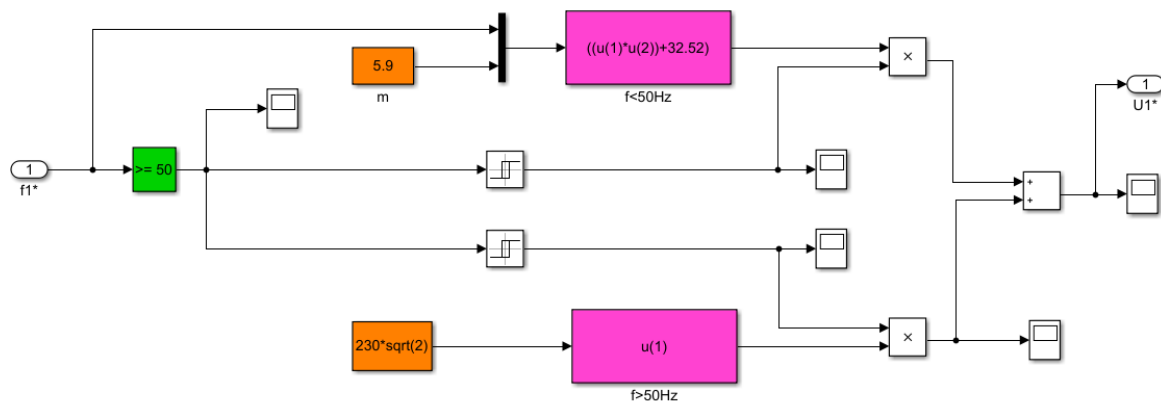 ((u(1)*u(2))+32.52)
5.9
×
m
f<50Hz
1
U1*
1
>= 50
f1*
+
+
230*sqrt(2)
u(1)
×
f>50Hz